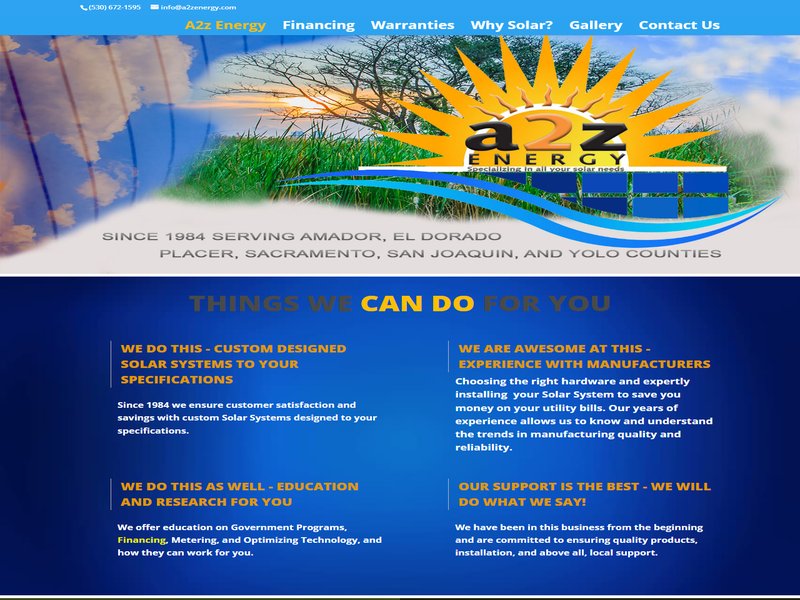 (530) 672-1595 info@a2zenergy.com
A2z Energy Financing Warranties Why Solar? Gallery Contact Us
a2z
ENERGY
Specializing in all your solar needs
SINCE 1984 SERVING AMADOR, EL DORADO
PLACER, SACRAMENTO, SAN JOAQUIN, AND YOLO COUNTIES
THINGS WE CAN DO FOR YOU
WE DO THIS - CUSTOM DESIGNED
SOLAR SYSTEMS TO YOUR
SPECIFICATIONS
Since 1984 we ensure customer satisfaction and
savings with custom Solar Systems designed to your
specifications.
WE ARE AWESOME AT THIS -
EXPERIENCE WITH MANUFACTURERS
Choosing the right hardware and expertly
installing your Solar System to save you
money on your utility bills. Our years of
experience allows us to know and understand
the trends in manufacturing quality and
reliability.
WE DO THIS AS WELL - EDUCATION
AND RESEARCH FOR YOU
We offer education on Government Programs,
Financing, Metering, and Optimizing Technology, and
how they can work for you.
OUR SUPPORT IS THE BEST - WE WILL
DO WHAT WE SAY!
We have been in this business from the beginning
and are committed to ensuring quality products,
installation, and above all, local support.